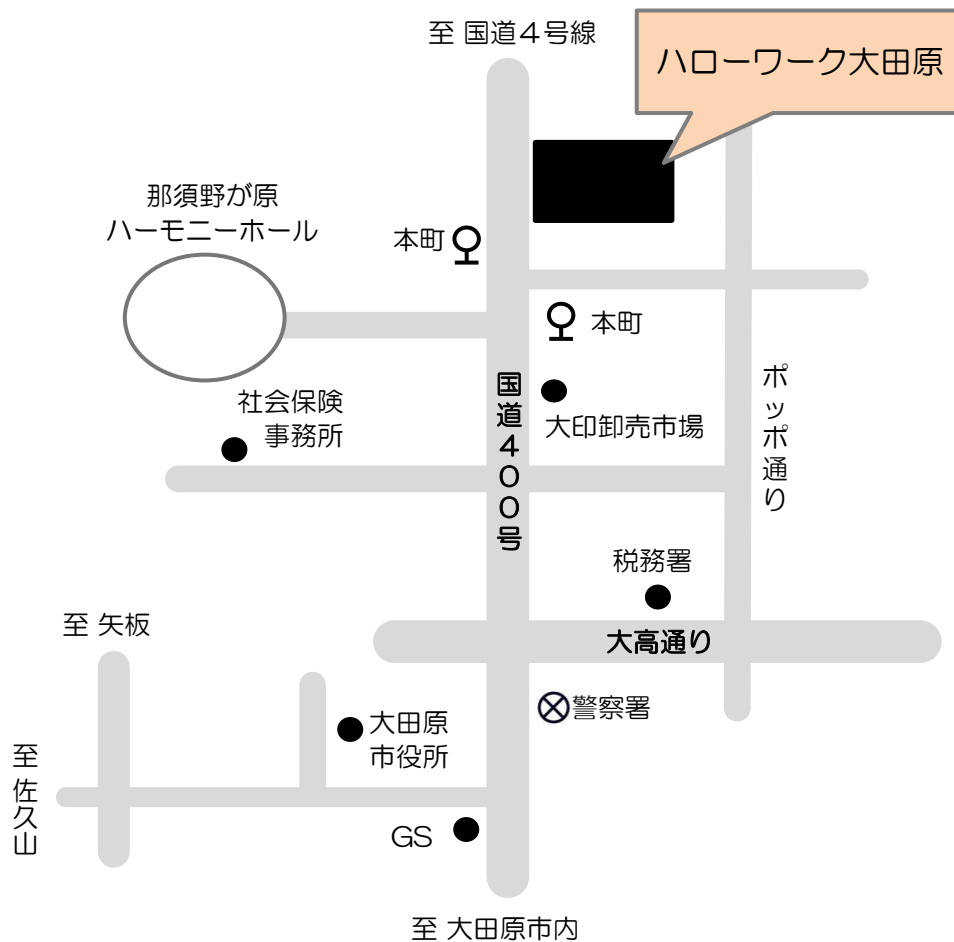 至 国道４号線
ハローワーク大田原
那須野が原
ハーモニーホール
本町
本町
国道４００号
ポッポ通り
社会保険
事務所
大印卸売市場
税務署
至 矢板
大高通り
大田原
市役所
警察署
至 佐久山
GS
至 大田原市内